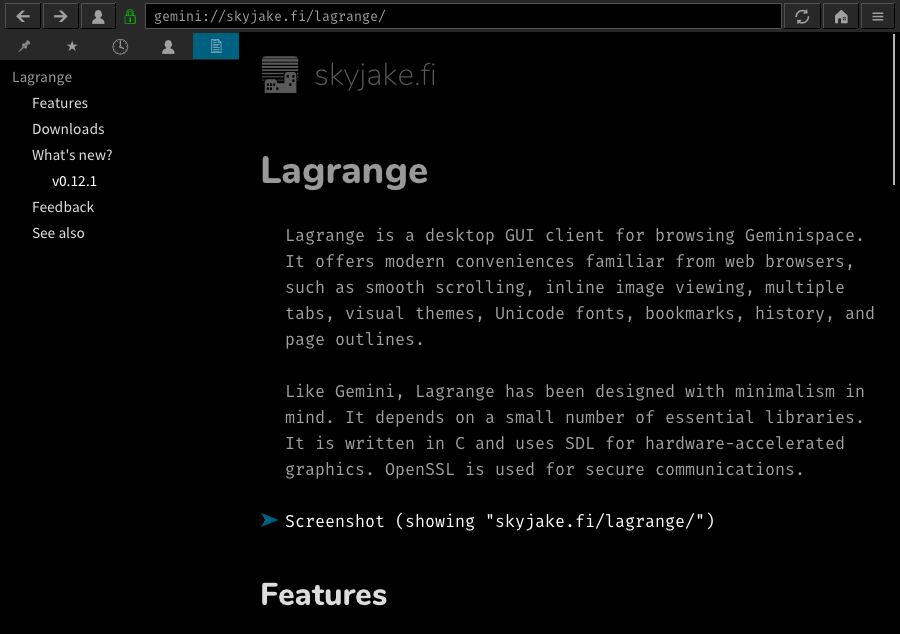 gemini://skyjake.fi/lagrange/
Lagrange
Features
Downloads
What's new?
v0.12.1
Feedback
See also
skyjake.fi
Lagrange
Lagrange is a desktop GUI client for browsing Geminispace.
It offers modern conveniences familiar from web browsers,
such as smooth scrolling, inline image viewing, multiple
tabs, visual themes, Unicode fonts, bookmarks, history, and
page outlines.
Like Gemini, Lagrange has been designed with minimalism in
mind. It depends on a small number of essential libraries.
It is written in C and uses SDL for hardware-accelerated
graphics. OpenSSL is used for secure communications.
Screenshot (showing "skyjake.fi/lagrange/")
Features